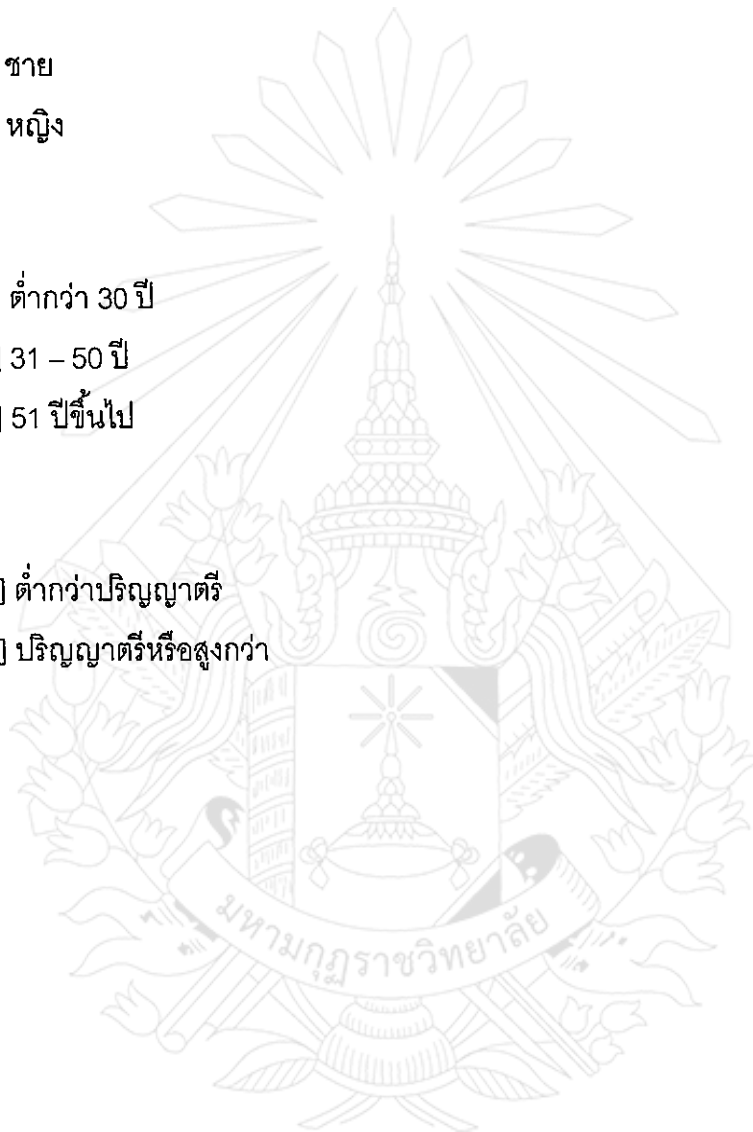 ชาย
หญิง
ต่ำกว่า 30 ปี
] 31 – 50 ปี
] 51 ปีขึ้นไป
] ต่ำกว่าปริญญาตรี
] ปริญญาตรีหรือสูงกว่า
มหามกุฏราชวิทยาลัย